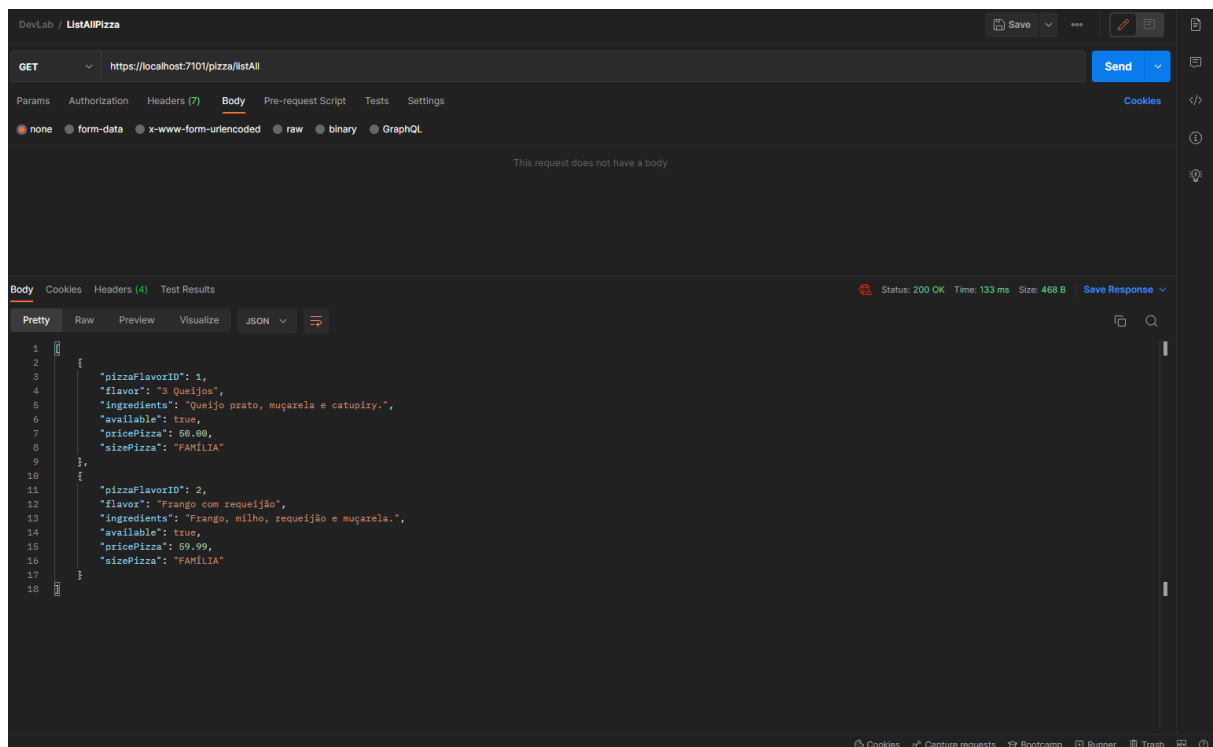 DevLab / ListAllPizza
Save
GET https://localhost:7101/pizza/listAll Send
Params Authorization Headers (7) Body Pre-request Script Tests Settings Cookies
none form-data x-www-form-urlencoded raw binary GraphQL
This request does not have a body
Body Cookies Headers (4) Test Results Status: 200 OK Time: 133 ms Size: 468 B Save Response
Pretty Raw Preview Visualize JSON
1 [
2 {
3 "pizzaFlavorID": 1,
4 "flavor": "3 Queijos",
5 "ingredients": "Queijo prato, muçarela e catupiry.",
6 "available": true,
7 "pricePizza": 50.00,
8 "sizePizza": "FAMÍLIA"
9 },
10 {
11 "pizzaFlavorID": 2,
12 "flavor": "Frango com requeijão",
13 "ingredients": "Frango, milho, requeijão e muçarela.",
14 "available": true,
15 "pricePizza": 59.99,
16 "sizePizza": "FAMÍLIA"
17 }
18 ]
Cookies Capture requests Bootcamp Runner Trash